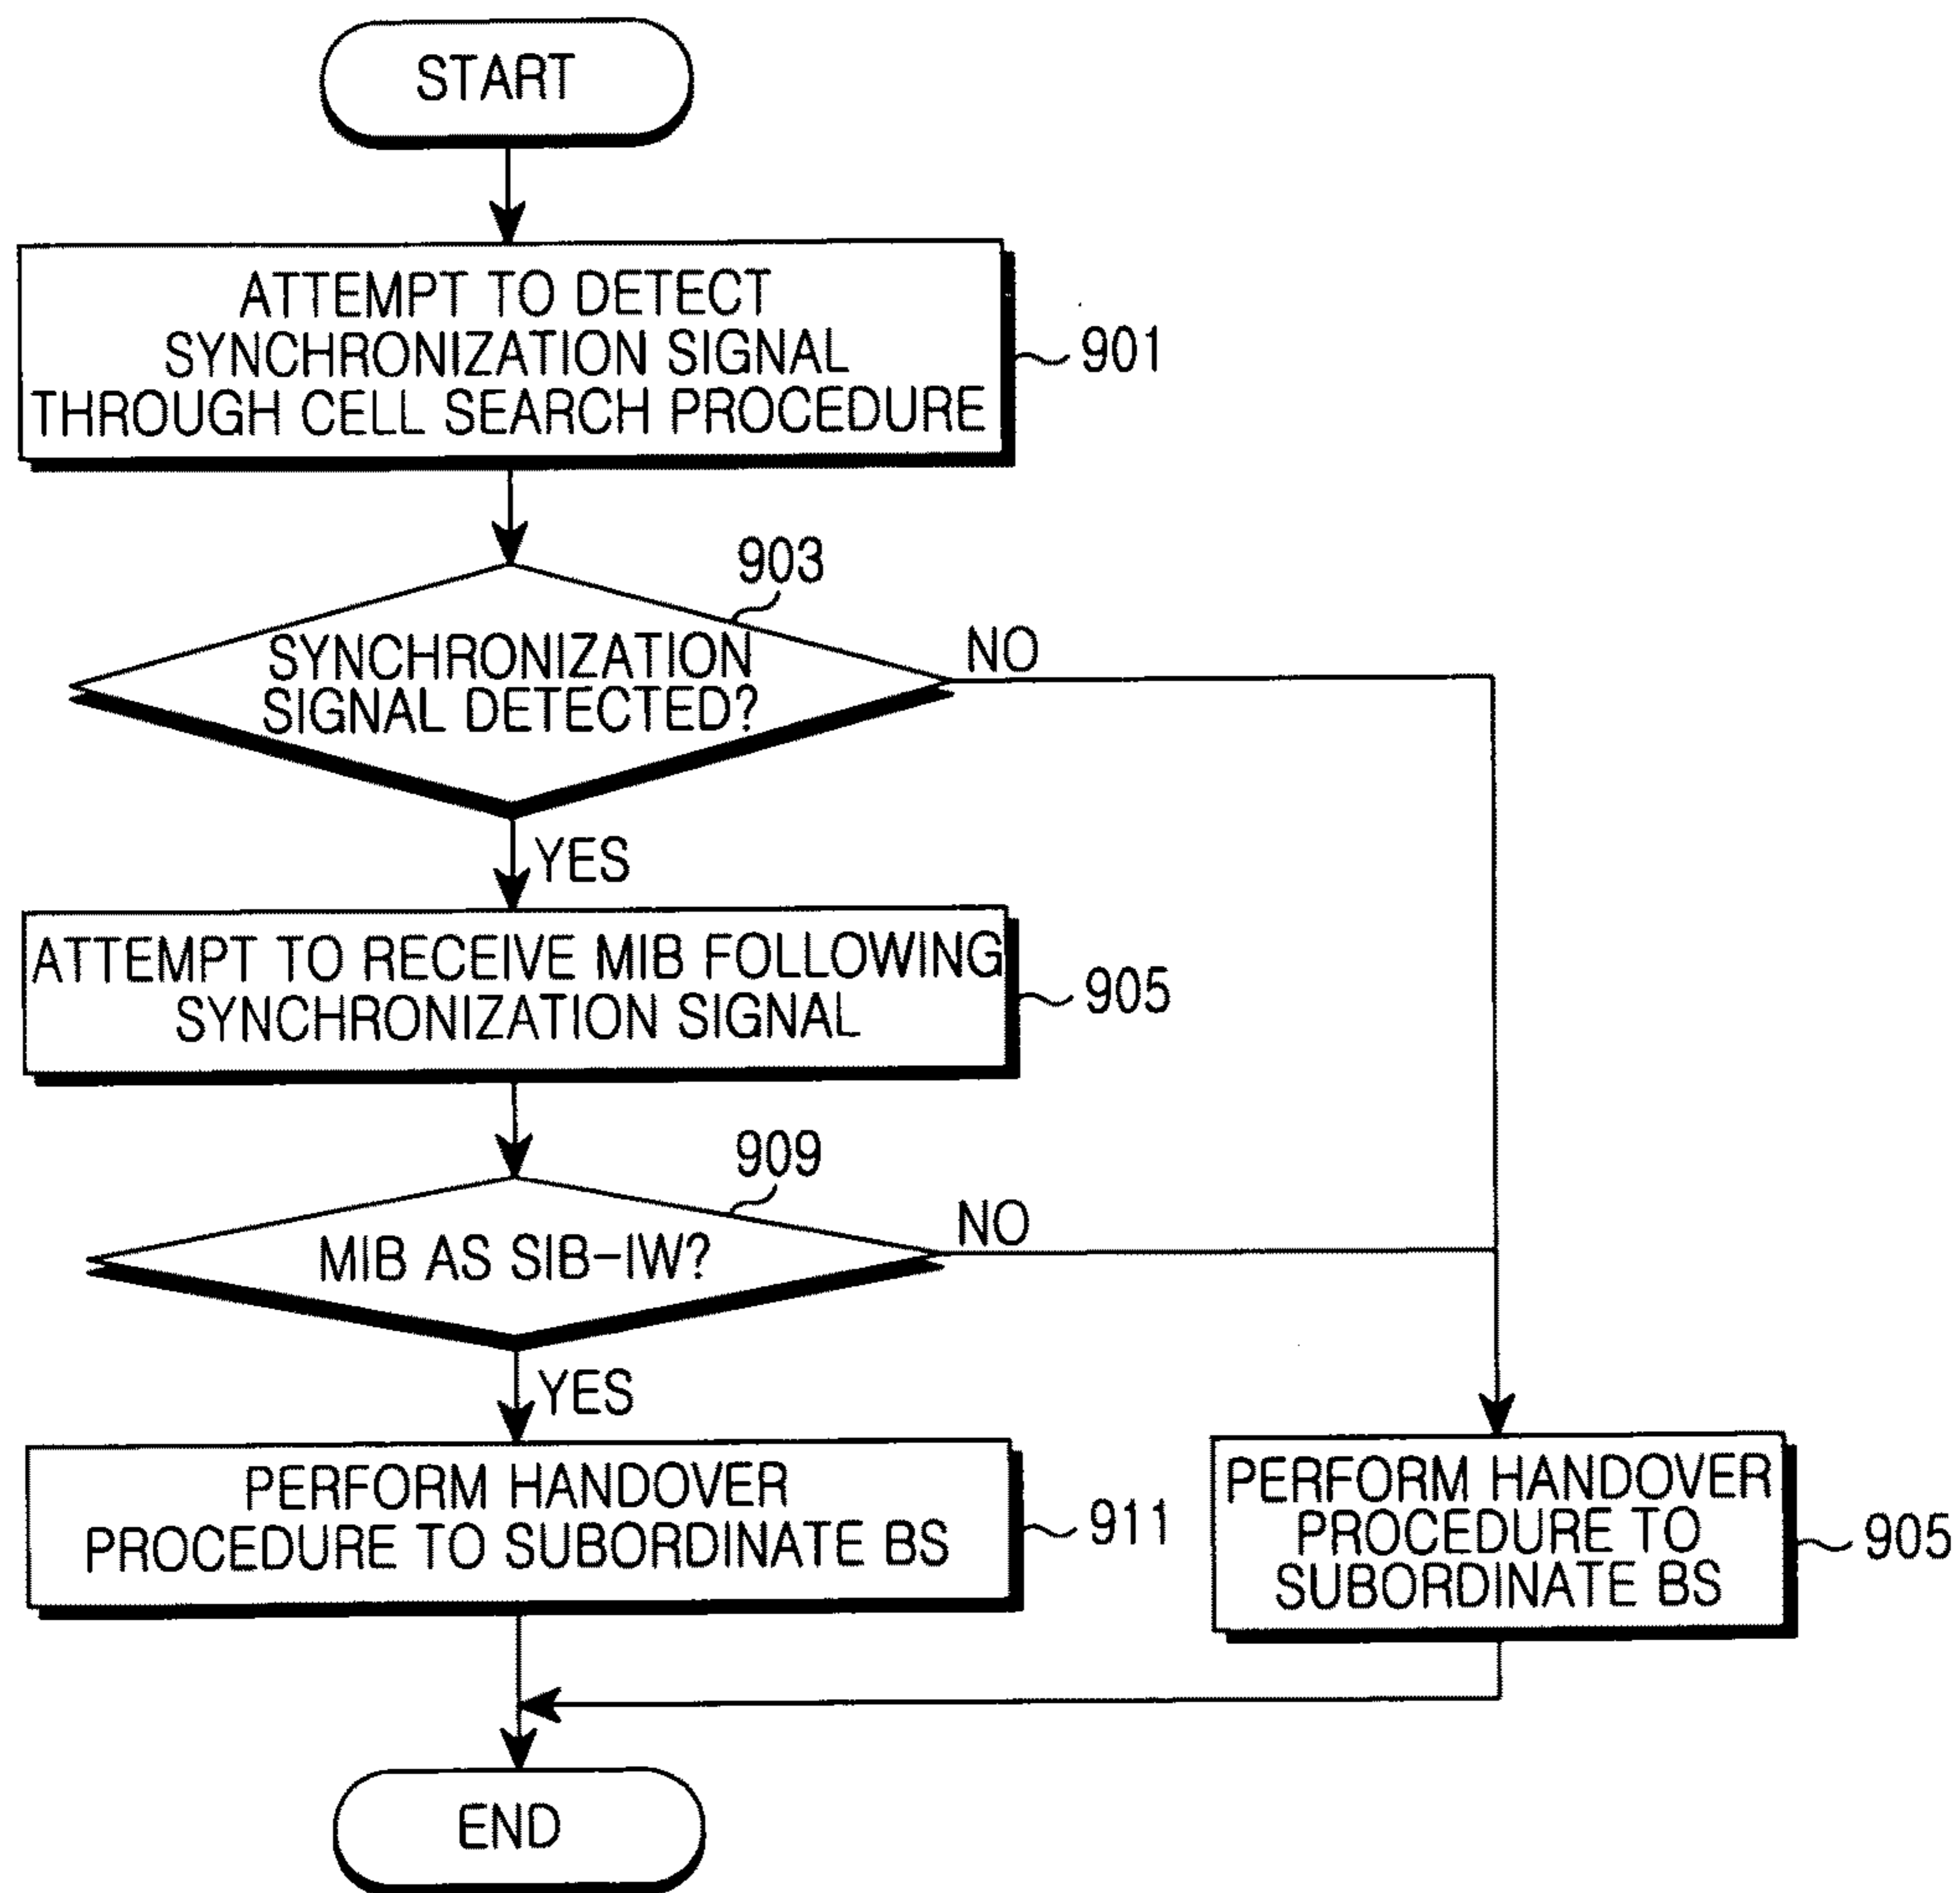 START
ATTEMPT TO DETECT
SYNCHRONIZATION SIGNAL
THROUGH CELL SEARCH PROCEDURE
901
903
SYNCHRONIZATION
SIGNAL DETECTED?
NO
YES
ATTEMPT TO RECEIVE MIB FOLLOWING
SYNCHRONIZATION SIGNAL
905
909
MIB AS SIB-IW?
NO
YES
PERFORM HANDOVER
PROCEDURE TO SUBORDINATE BS
911
PERFORM HANDOVER
PROCEDURE TO
SUBORDINATE BS
905
END